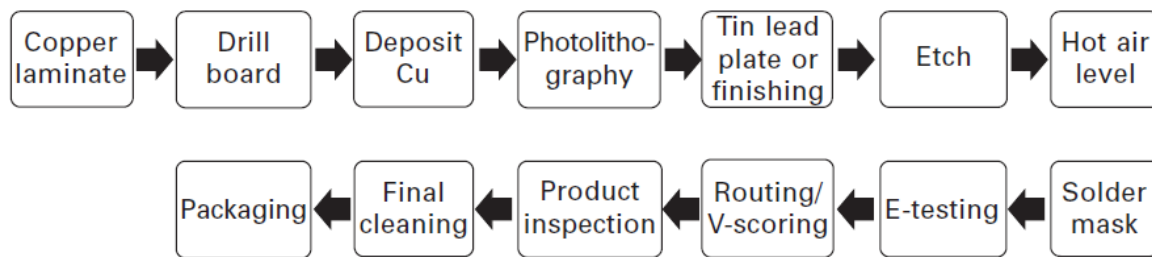 Copper
laminate
Drill
board
Deposit
Cu
Photolitho-
graphy
Tin lead
plate or
finishing
Etch
Hot air
level
Solder
mask
E-testing
Routing/
V-scoring
Product
inspection
Final
cleaning
Packaging